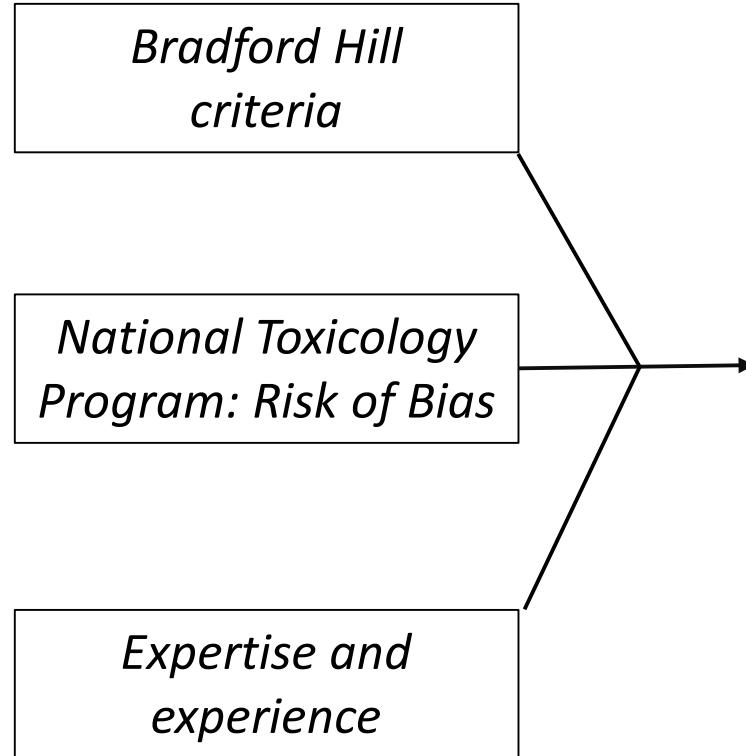 Bradford Hill
criteria
National Toxicology
Program: Risk of Bias
Expertise and
experience